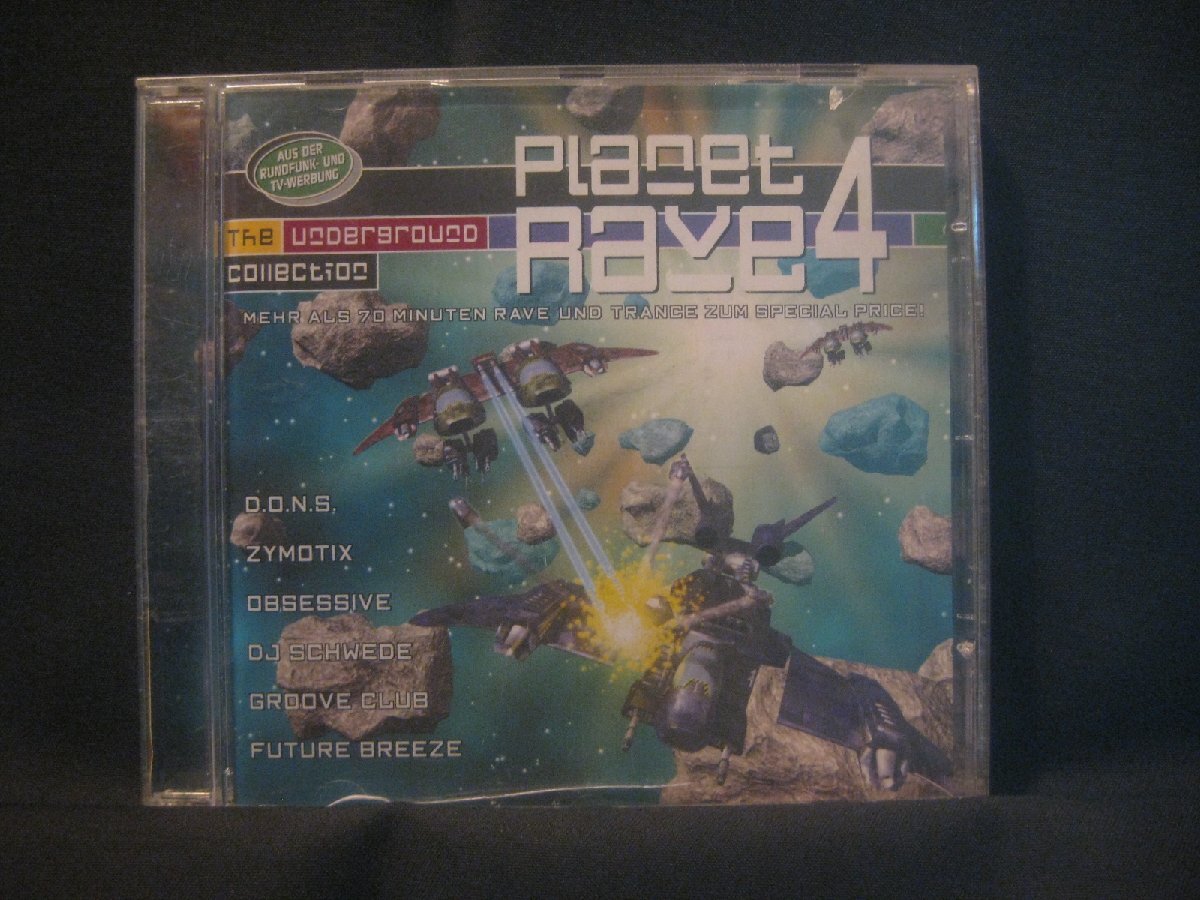 AUS DER
RUNDFUNK- UND
TV-WERBUNG
Planet
Rave 4
The Underground
Collection
MEHR ALS 70 MINUTEN RAVE UND TRANCE ZUM SPECIAL PRICE!
D.O.N.S.
ZYMOTIX
OBSESSIVE
DJ SCHWEDE
GROOVE CLUB
FUTURE BREEZE